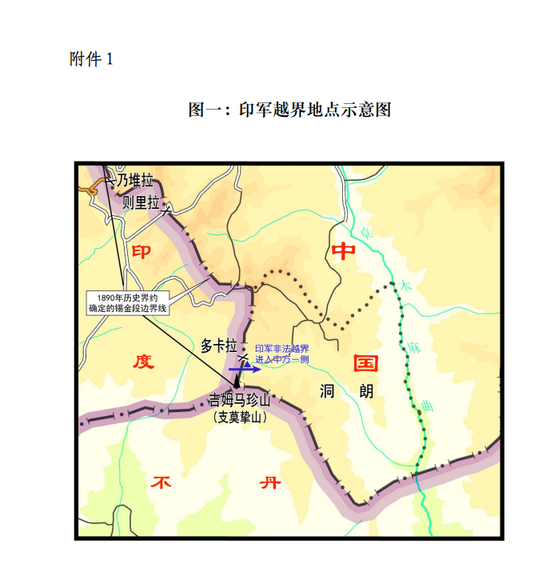 附件 1
图一：印军越界地点示意图
乃堆拉
则里拉
印
中
卓
木
1890年历史界约
确定的锡金段边界线
多卡拉
印军非法越界
进入中方一侧
麻
度
国
洞 朗
吉姆马珍山
(支莫挚山)
曲
不 丹